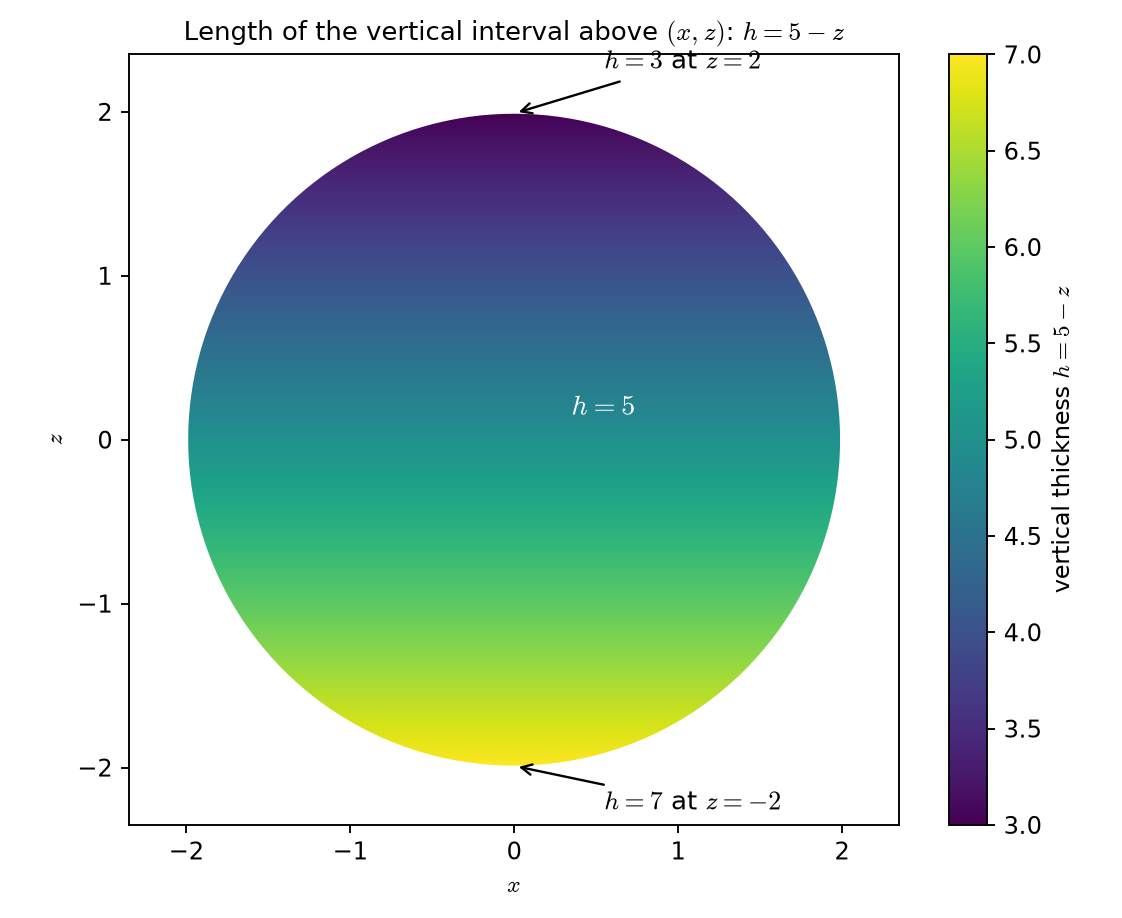 Length of the vertical interval above (x, z): h = 5 − z
h = 3 at z = 2
h = 5
h = 7 at z = −2
2
1
0
−1
−2
z
−2
−1
0
1
2
x
7.0
6.5
6.0
5.5
5.0
4.5
4.0
3.5
3.0
vertical thickness h = 5 − z